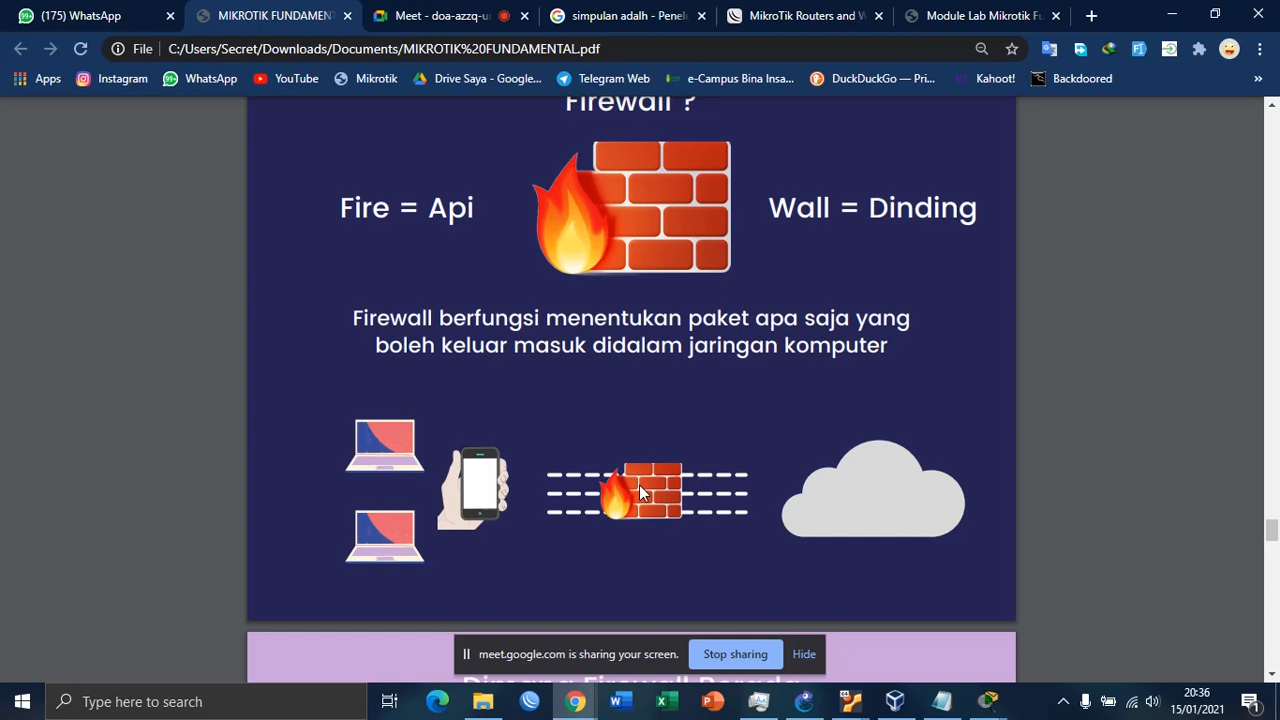 (175) WhatsApp
MIKROTIK FUNDAMEN
Meet - doa-azzq-u
simpulan adalh - Penel
MikroTik Routers and W
Module Lab Mikrotik F
File
C:/Users/Secret/Downloads/Documents/MIKROTIK%20FUNDAMENTAL.pdf
Apps
Instagram
WhatsApp
YouTube
Mikrotik
Drive Saya - Google...
Telegram Web
e-Campus Bina Insa...
DuckDuckGo — Pri...
Kahoot!
Backdoored
Firewall ?
Fire = Api
Wall = Dinding
Firewall berfungsi menentukan paket apa saja yang
boleh keluar masuk didalam jaringan komputer
meet.google.com is sharing your screen.
Stop sharing
Hide
Type here to search
20:36
15/01/2021